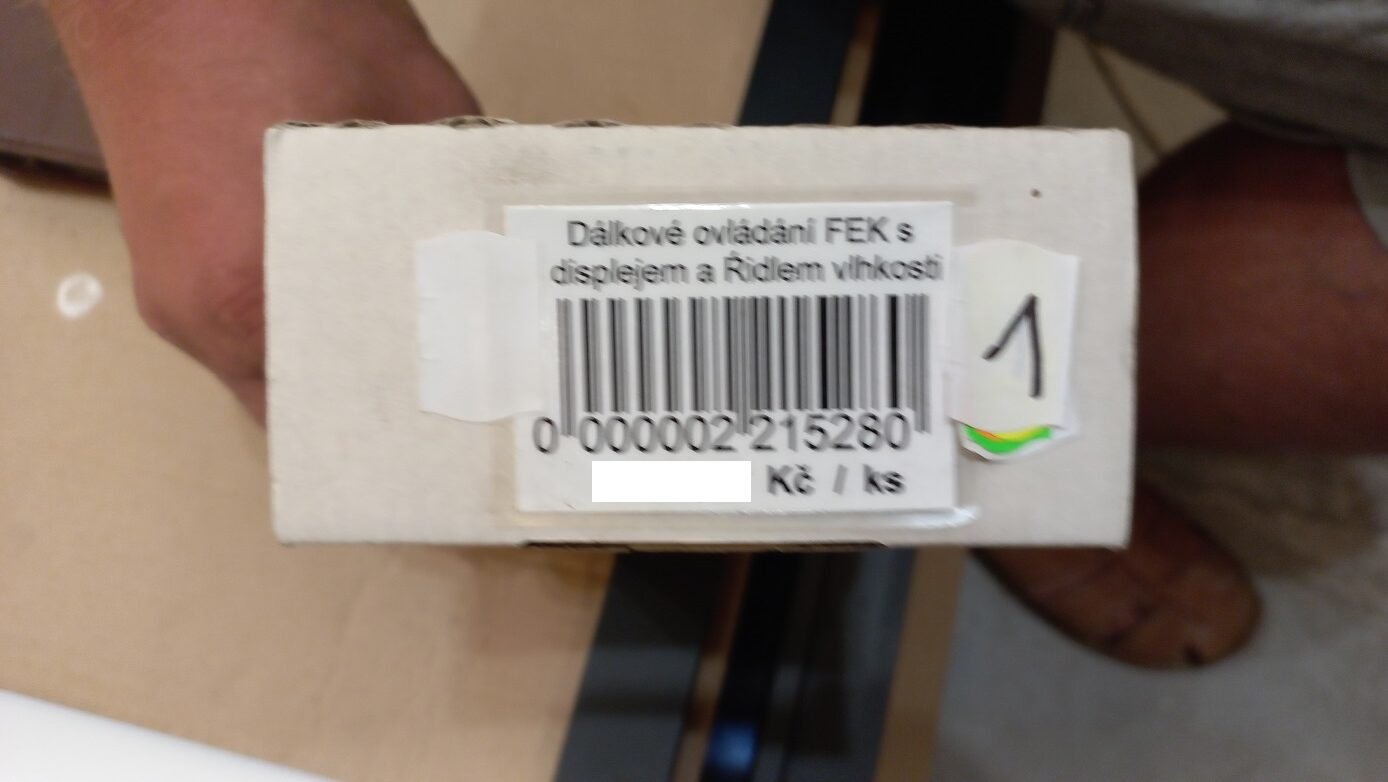 Dálkové ovládání FEK s
displejem a Řidlem vlhkosti
1
0 000002 215280
Kč / ks